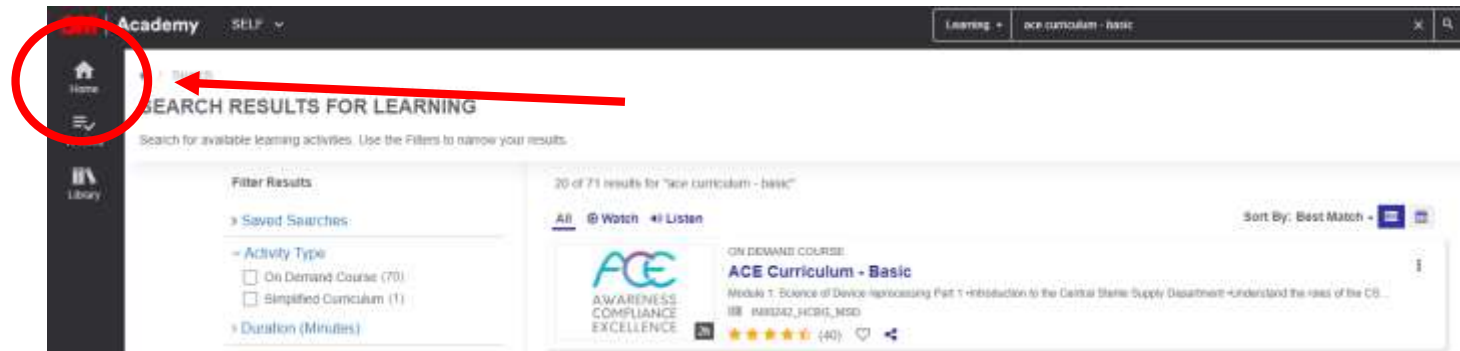 Academy SELF
Learning ace curriculum - basic
Home
Search
SEARCH RESULTS FOR LEARNING
Search for available learning activities. Use the Filters to narrow your results.
Library
Filter Results
20 of 71 results for "ace curriculum - basic"
» Saved Searches
All Watch Listen
Sort By: Best Match
– Activity Type
On Demand Course (70)
Simplified Curriculum (1)
» Duration (Minutes)
ACE
AWARENESS
COMPLIANCE
EXCELLENCE
ON DEMAND COURSE
ACE Curriculum - Basic
Module 1: Science of Device reprocessing Part 1 •Introduction to the Central Sterile Supply Department •Understand the roles of the CS...
(40)